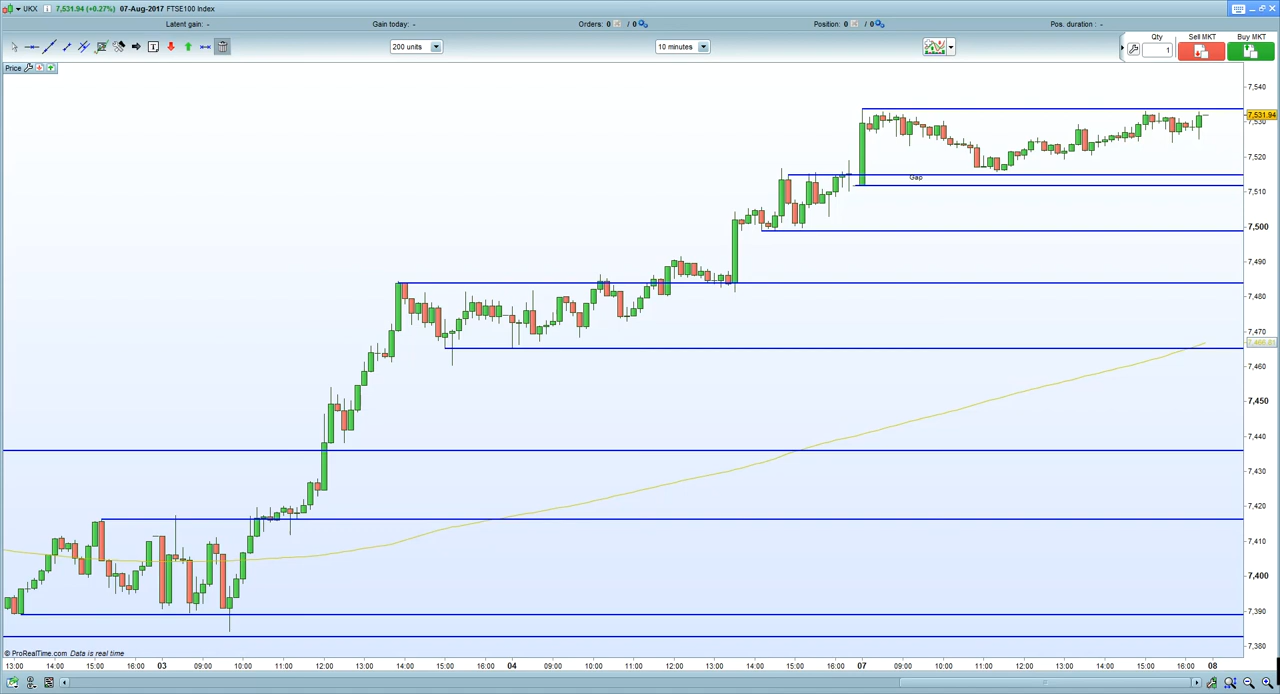 UKX 7,531.94 (+0.27%) 07-Aug-2017 FTSE100 Index
Latent gain: - Gain today: - Orders: 0 / 0 Position: 0 / 0 Pos. duration : -
200 units 10 minutes Qty Sell MKT Buy MKT
1
Price
7,540
7,531.94
7,530
7,520
Gap
7,510
7,500
7,490
7,480
7,470
7,460
7,450
7,440
7,430
7,420
7,410
7,400
7,390
7,380
© ProRealTime.com Data is real time
13:00 14:00 15:00 16:00 03 09:00 10:00 11:00 12:00 14:00 15:00 16:00 04 09:00 10:00 11:00 12:00 13:00 14:00 15:00 16:00 07 09:00 10:00 11:00 12:00 13:00 14:00 15:00 16:00 08